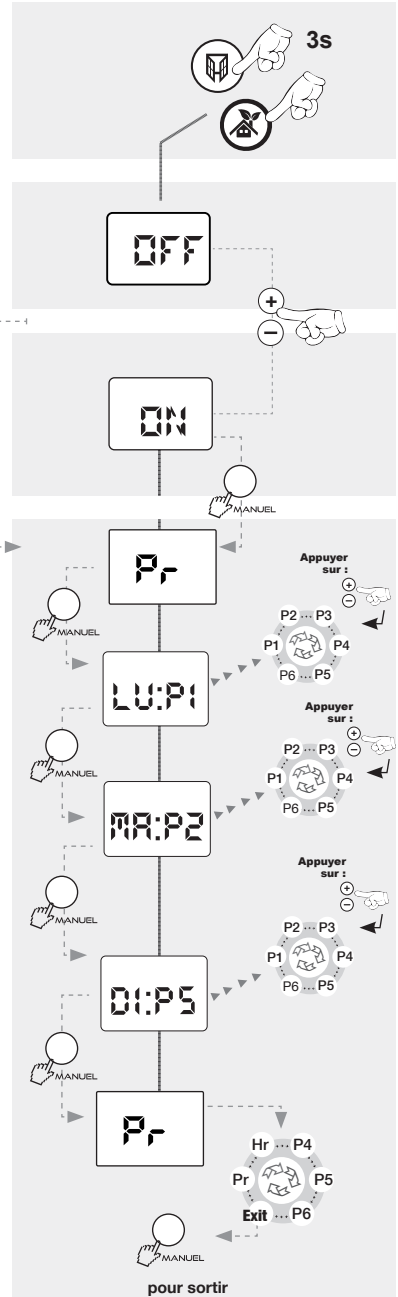 3s
OFF
+
−
ON
MANUEL
Pr
MANUEL
Appuyer
sur :
+
−
P2 ... P3
P1 P4
P6 ... P5
LU:P1
MANUEL
Appuyer
sur :
+
−
P2 ... P3
P1 P4
P6 ... P5
MA:P2
MANUEL
Appuyer
sur :
+
−
P2 ... P3
P1 P4
P6 ... P5
DI:P5
MANUEL
Pr
Hr ... P4
Pr P5
Exit ... P6
MANUEL
pour sortir